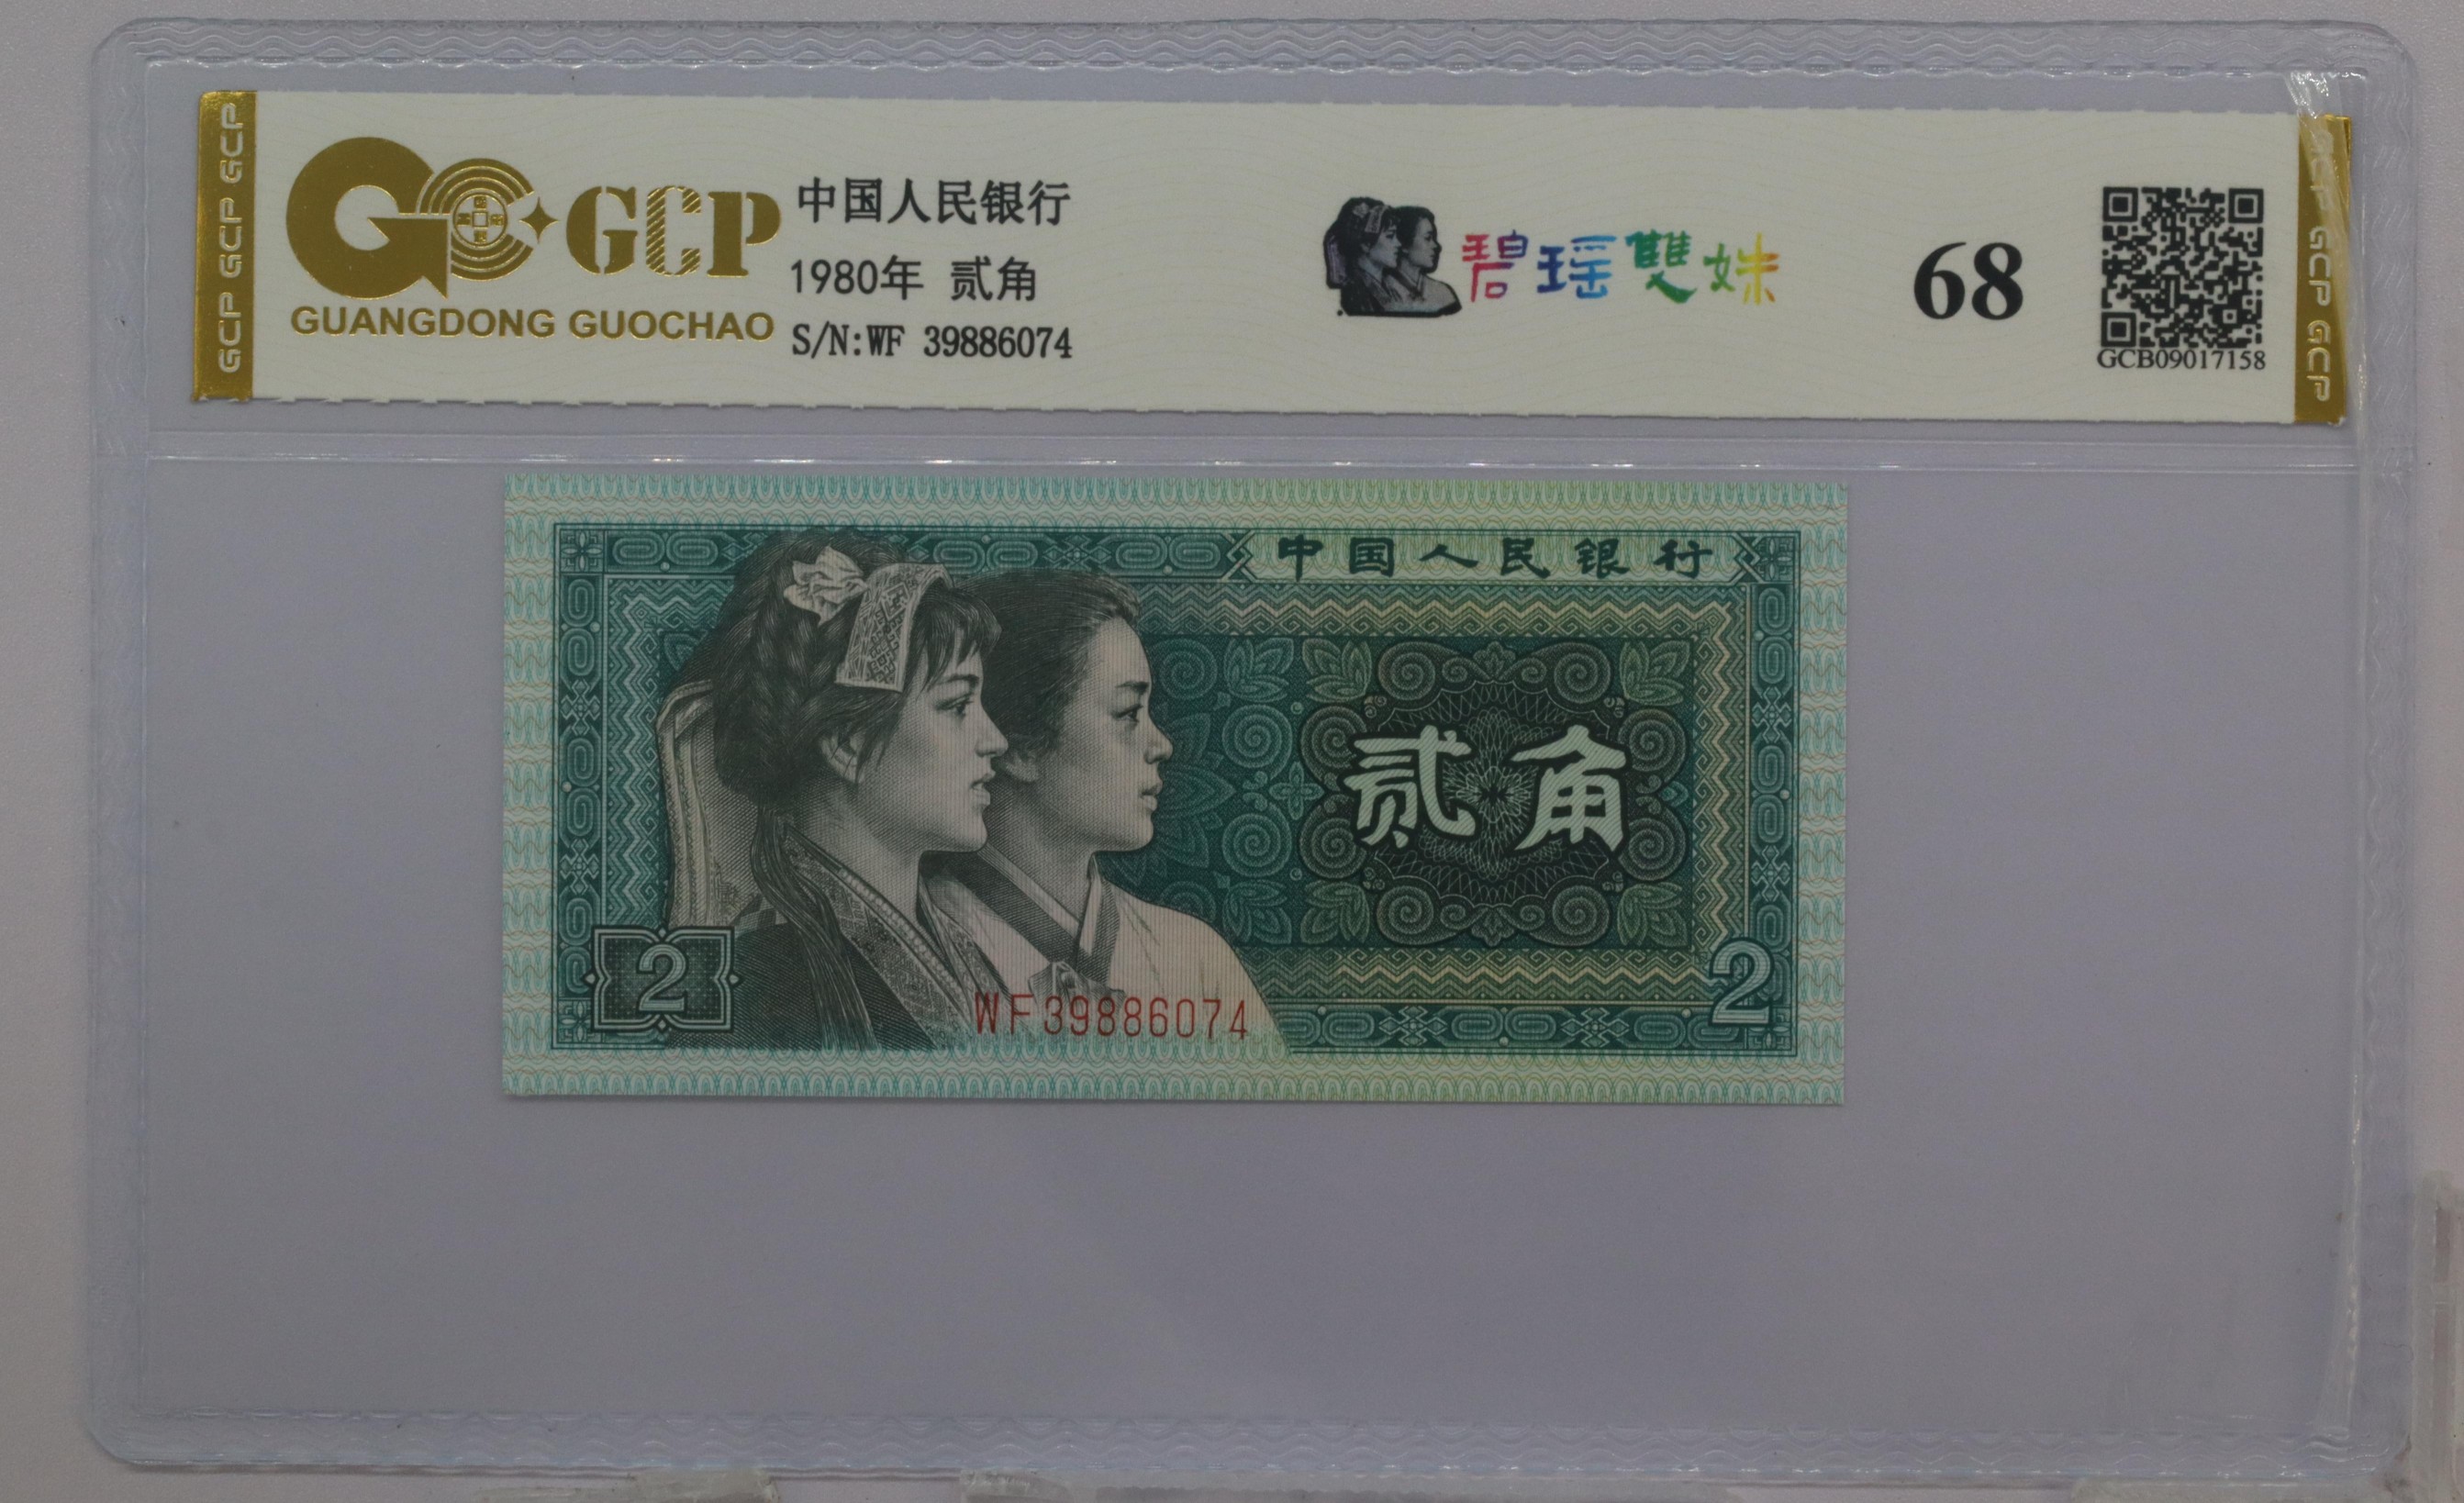 GCP GCP GCP
GCP
GUANGDONG GUOCHAO
中国人民银行
1980年 贰角
S/N:WF 39886074
碧瑶雙姝
68
GCB09017158
GCP GCP GCP
中国人民银行
贰角
2
WF39886074
2